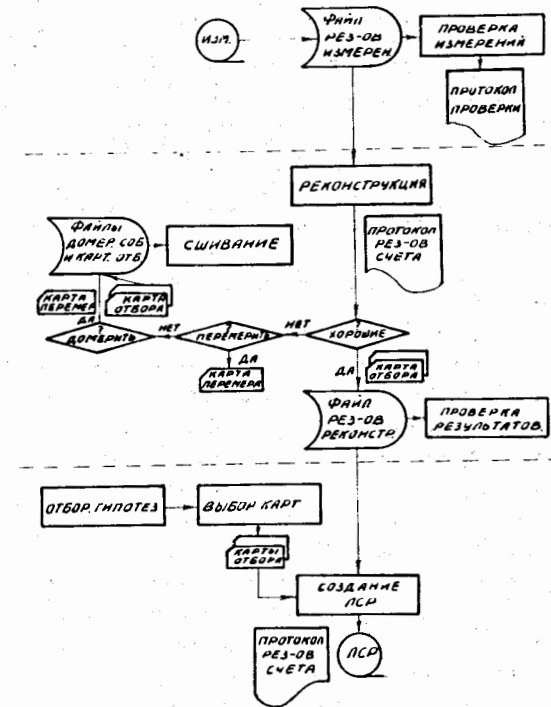 ИЗМ.
ФАЙЛ
РЕЗ-ОВ
ИЗМЕРЕН.
ПРОВЕРКА
ИЗМЕРЕНИЙ
ПРОТОКОЛ
ПРОВЕРКИ
РЕКОНСТРУКЦИЯ
ПРОТОКОЛ
РЕЗ-ОВ
СЧЕТА
ФАЙЛЫ
ДОМЕР. СОБ
И КАРТ. ОТБ.
СШИВАНИЕ
КАРТА
ПЕРЕМЕР
КАРТА
ОТБОРА
ДА
?
ДОМЕРИТЬ
НЕТ
?
ПЕРЕМЕРИТЬ
НЕТ
?
ХОРОШИЕ
ДА
КАРТА
ПЕРЕМЕРА
ДА
КАРТА
ОТБОРА
ФАЙЛ
РЕЗ-ОВ
РЕКОНСТР.
ПРОВЕРКА
РЕЗУЛЬТАТОВ.
ОТБОР. ГИПОТЕЗ
ВЫБОР КАРТ
КАРТЫ
ОТБОРА
СОЗДАНИЕ
ЛСР
ПРОТОКОЛ
РЕЗ-ОВ
СЧЕТА
ЛСР